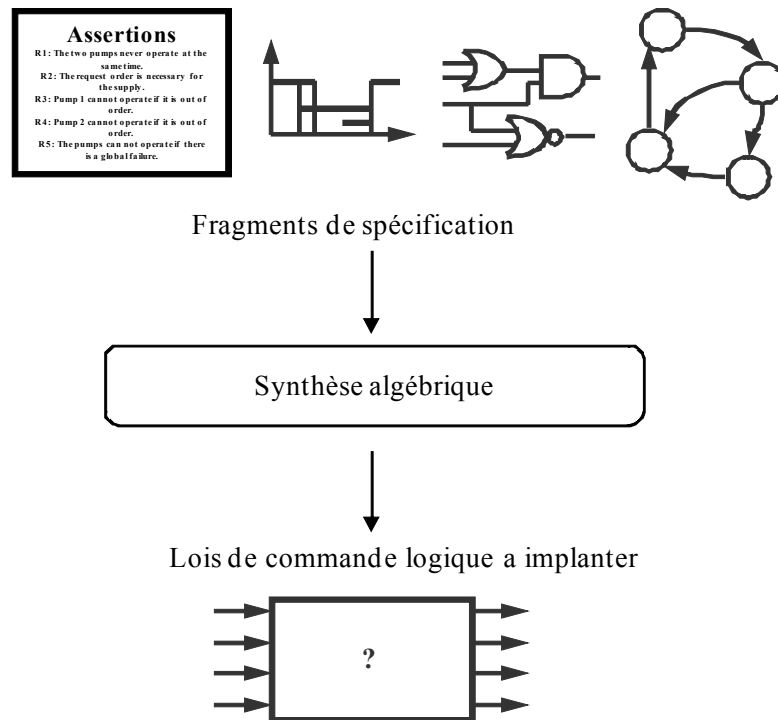 Assertions
R1: The two pumps never operate at the
same time.
R2: The request order is necessary for
the supply.
R3: Pump 1 cannot operate if it is out of
order.
R4: Pump 2 cannot operate if it is out of
order.
R5: The pumps can not operate if there
is a global failure.
Fragments de spécification
Synthèse algébrique
Lois de commande logique a implanter
?